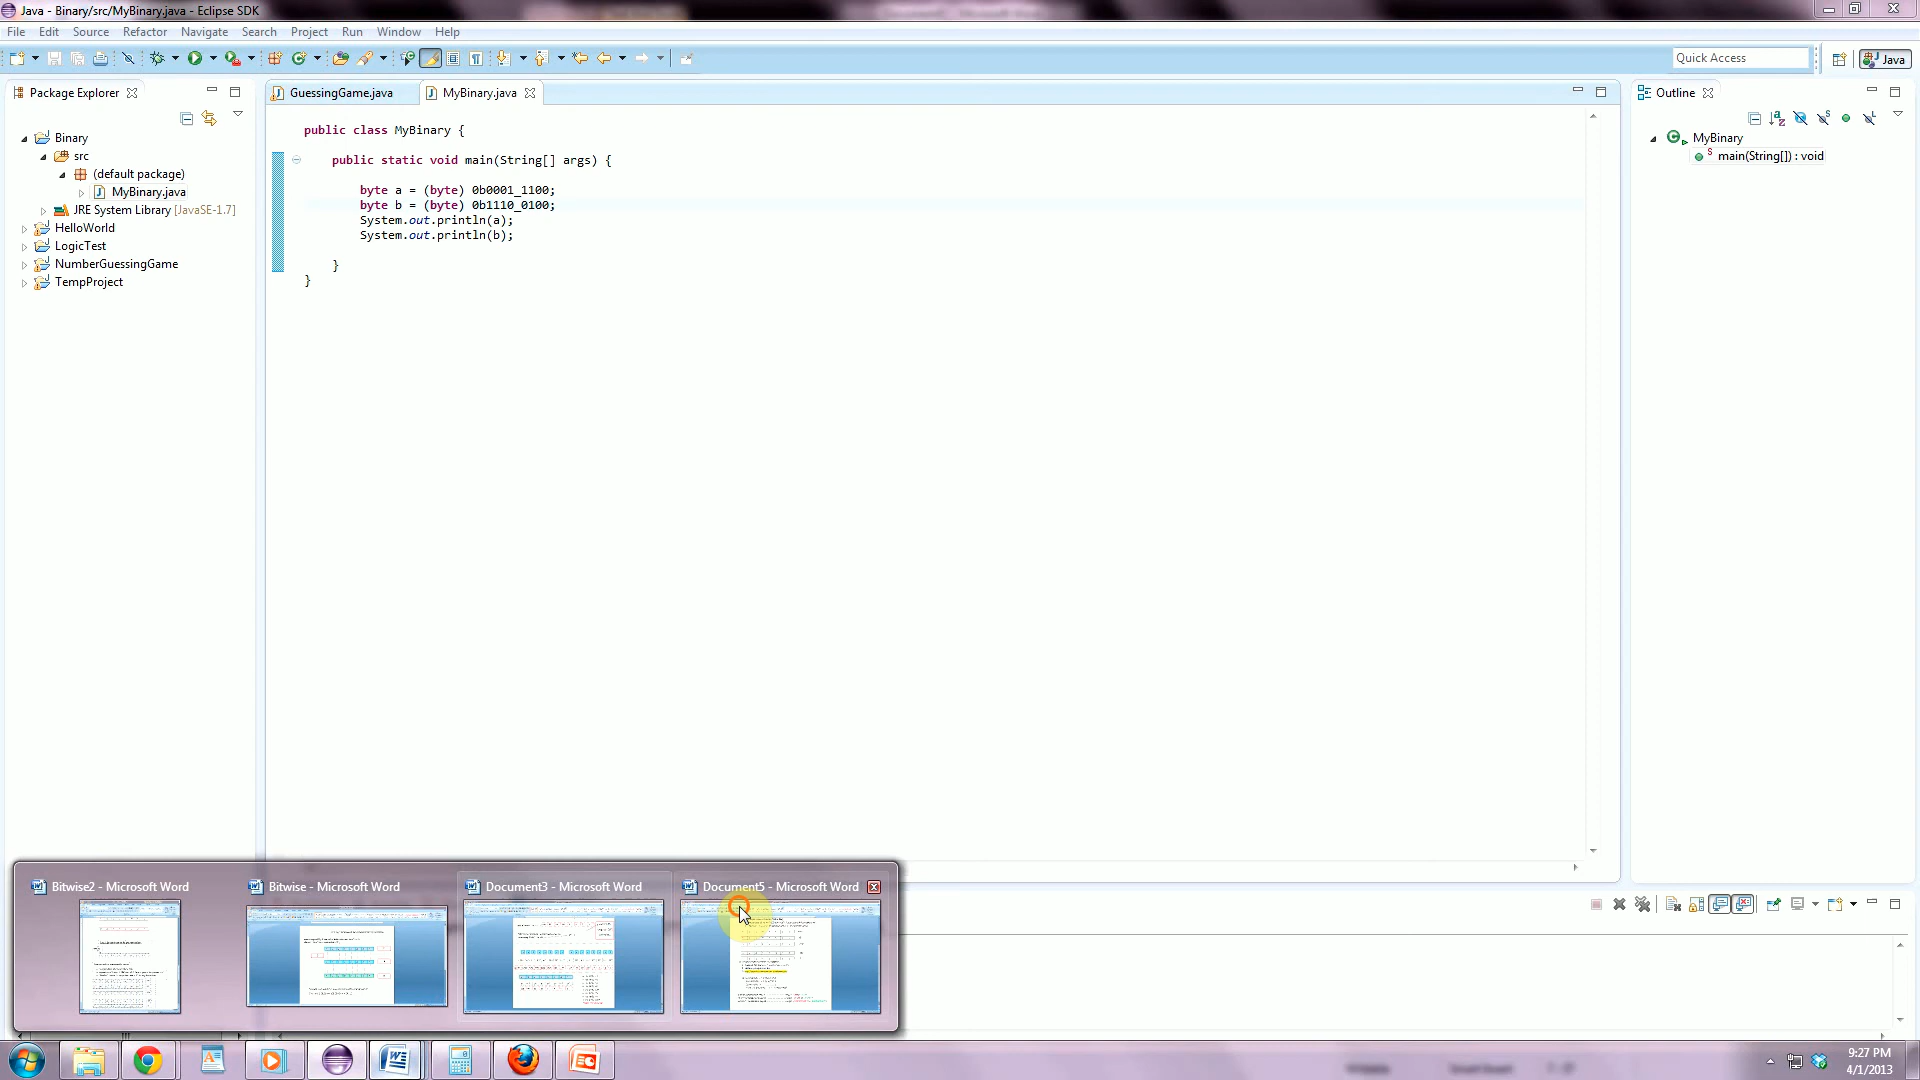 Java - Binary/src/MyBinary.java - Eclipse SDK
File Edit Source Refactor Navigate Search Project Run Window Help
Quick Access
Java
Package Explorer
Binary
src
(default package)
MyBinary.java
JRE System Library [JavaSE-1.7]
HelloWorld
LogicTest
NumberGuessingGame
TempProject
GuessingGame.java
MyBinary.java
public class MyBinary {
public static void main(String[] args) {
byte a = (byte) 0b0001_1100;
byte b = (byte) 0b1110_0100;
System.out.println(a);
System.out.println(b);
}
}
Outline
MyBinary
main(String[]) : void
Bitwise2 - Microsoft Word
Bitwise - Microsoft Word
Document3 - Microsoft Word
Document5 - Microsoft Word
9:27 PM
4/1/2013